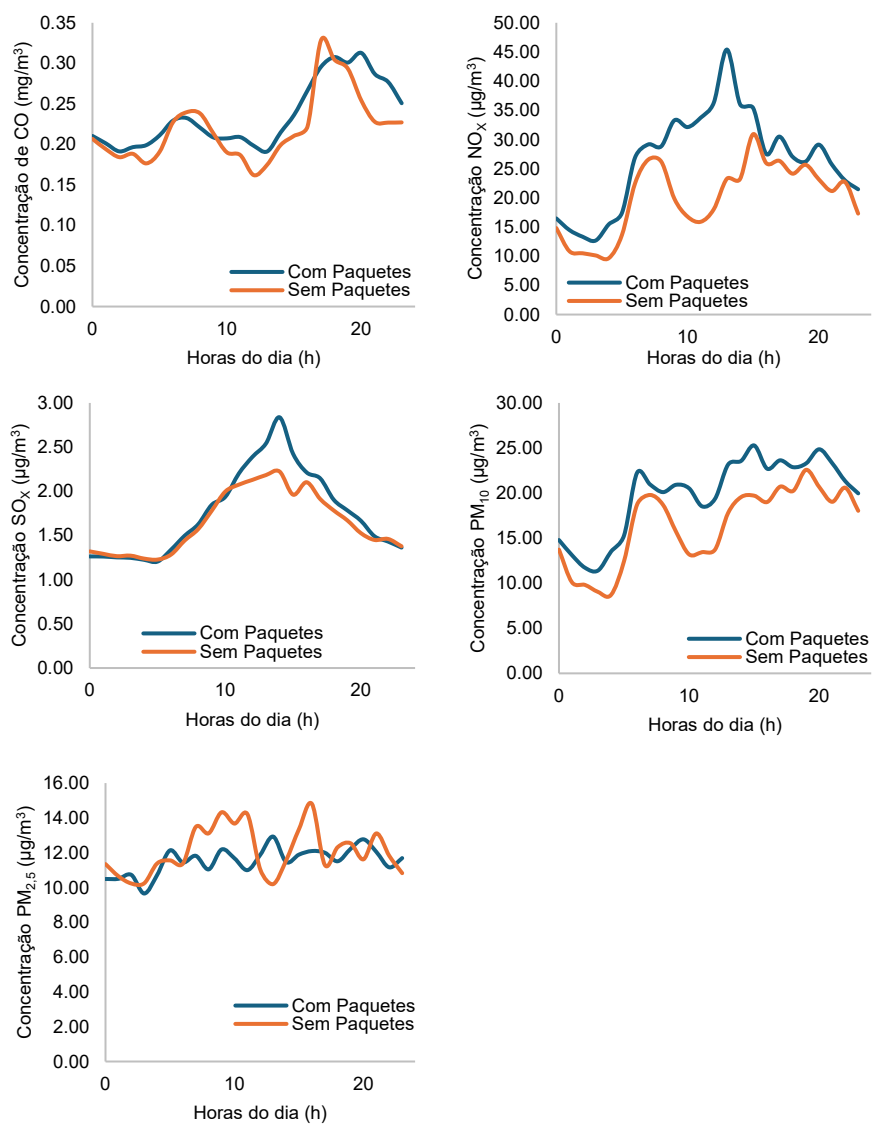 Concentração de CO (mg/m³)
0.35
0.30
0.25
0.20
0.15
0.10
0.05
0.00
Com Paquetes
Sem Paquetes
0 10 20
Horas do dia (h)
Concentração NOX (µg/m³)
50.00
45.00
40.00
35.00
30.00
25.00
20.00
15.00
10.00
5.00
0.00
Com Paquetes
Sem Paquetes
0 10 20
Horas do dia (h)
Concentração SOX (µg/m³)
3.00
2.50
2.00
1.50
1.00
0.50
0.00
Com Paquetes
Sem Paquetes
0 10 20
Horas do dia (h)
Concentração PM10 (µg/m³)
30.00
25.00
20.00
15.00
10.00
5.00
0.00
Com Paquetes
Sem Paquetes
0 10 20
Horas do dia (h)
Concentração PM2,5 (µg/m³)
16.00
14.00
12.00
10.00
8.00
6.00
4.00
2.00
0.00
Com Paquetes
Sem Paquetes
0 10 20
Horas do dia (h)